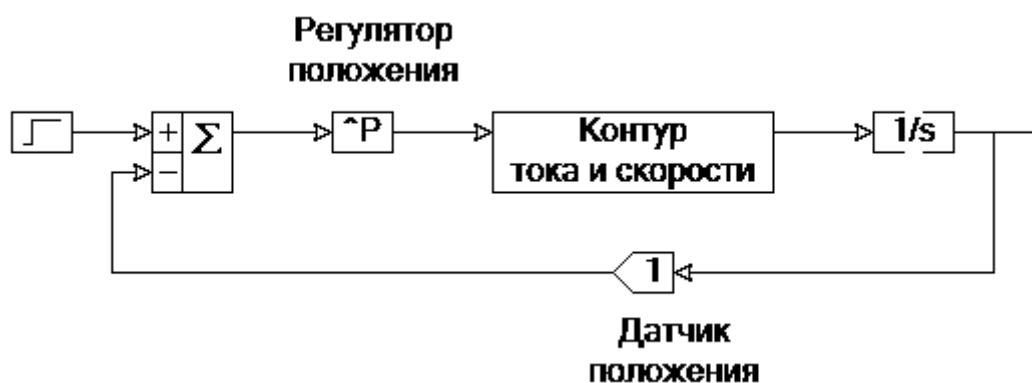 Регулятор
положения
+
Σ
^P
Контур
тока и скорости
1/s
−
1
Датчик
положения